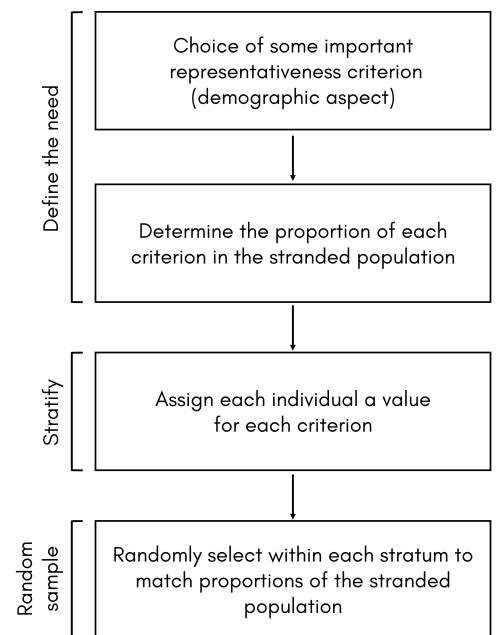 Define the need
Choice of some important
representativeness criterion
(demographic aspect)
Determine the proportion of each
criterion in the stranded population
Stratify
Assign each individual a value
for each criterion
Random
sample
Randomly select within each stratum to
match proportions of the stranded
population